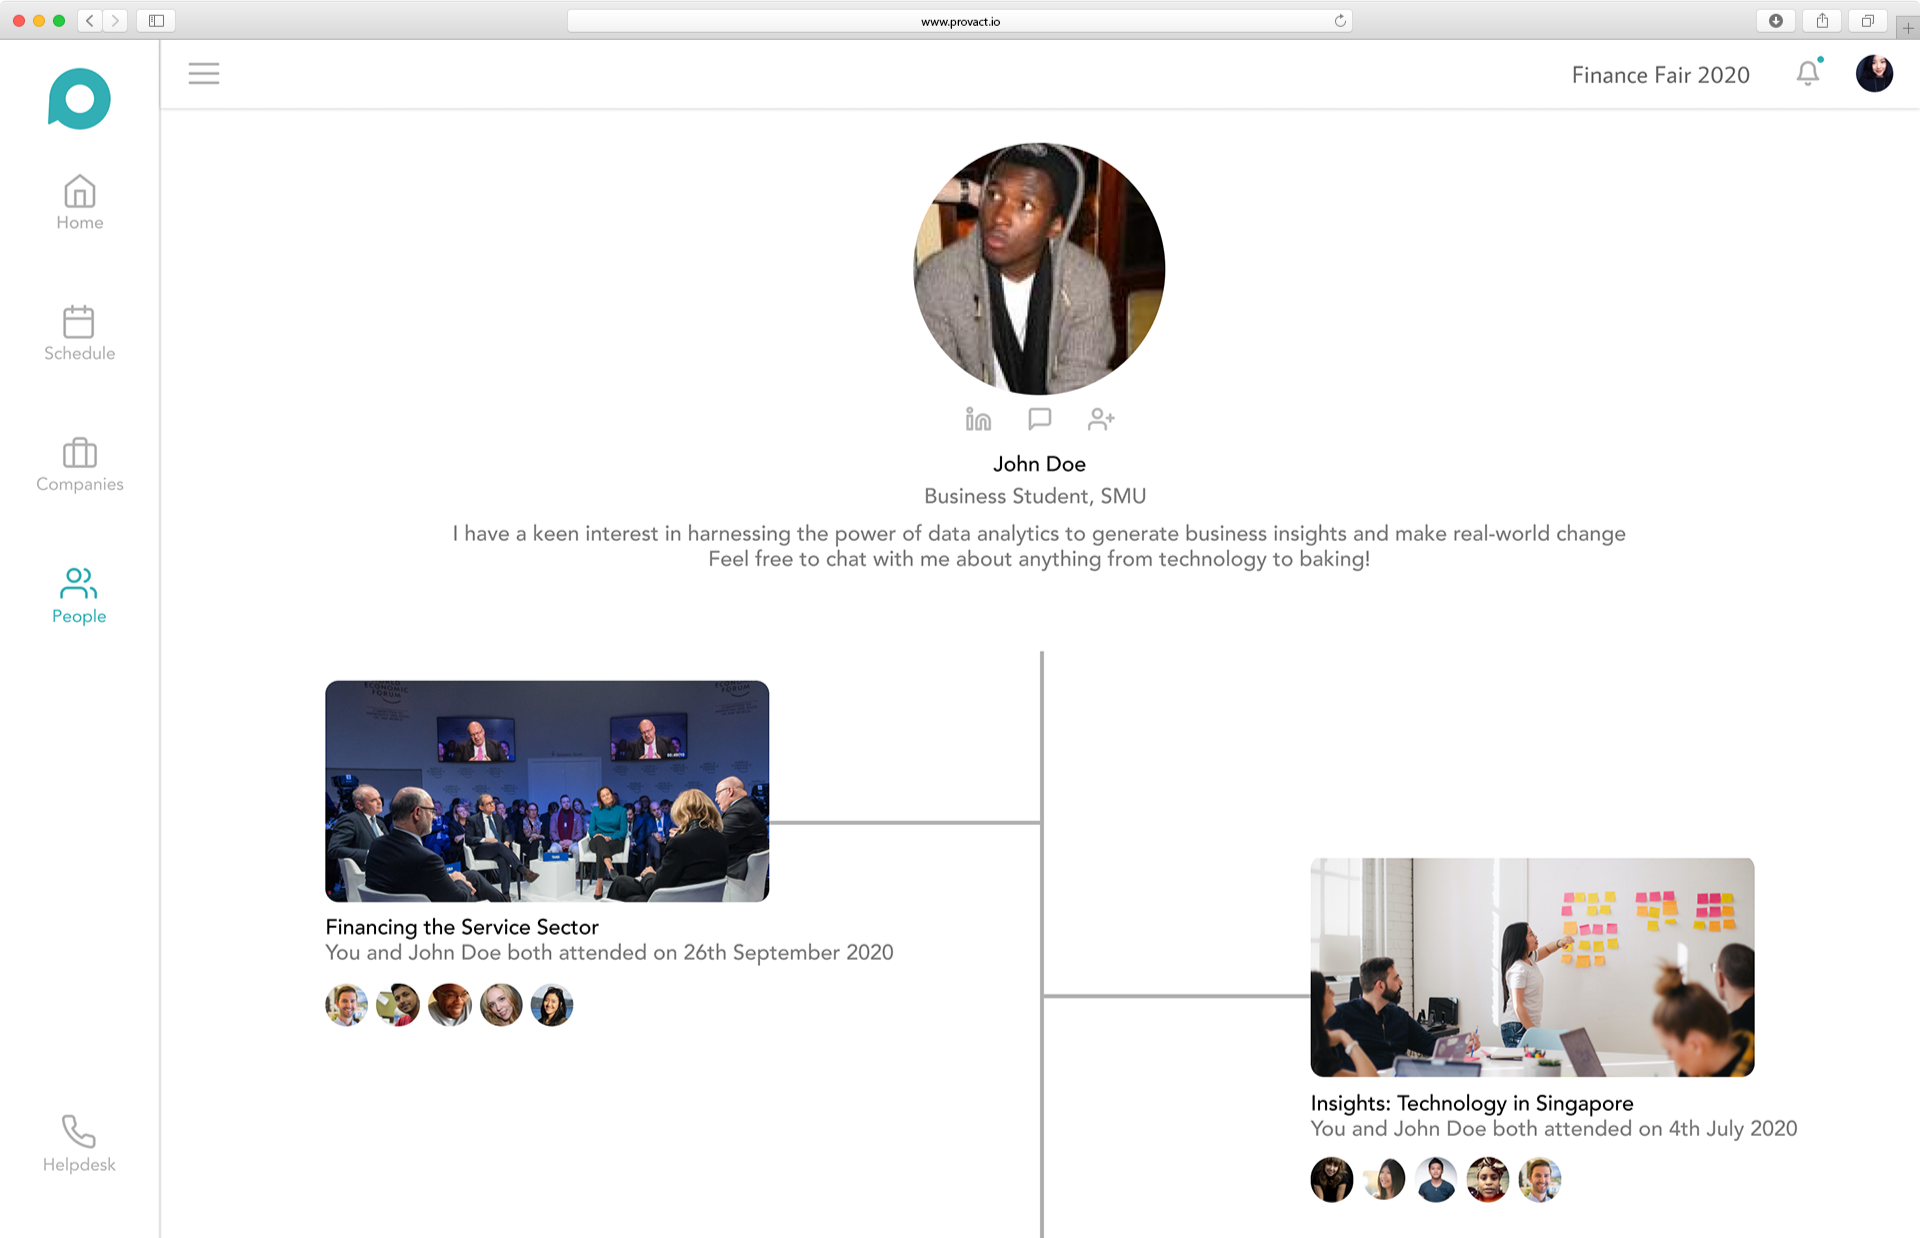 www.provact.io
Finance Fair 2020
Home
Schedule
Companies
People
Helpdesk
John Doe
Business Student, SMU
I have a keen interest in harnessing the power of data analytics to generate business insights and make real-world change
Feel free to chat with me about anything from technology to baking!
WORLD
ECONOMIC
FORUM
Financing the Service Sector
You and John Doe both attended on 26th September 2020
Insights: Technology in Singapore
You and John Doe both attended on 4th July 2020